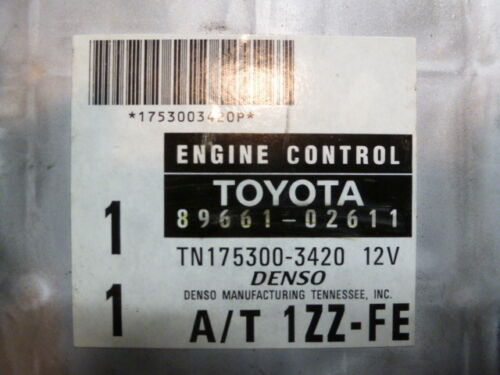 *1753003420P*
ENGINE CONTROL
TOYOTA
89661-02611
1 TN175300-3420 12V
DENSO
DENSO MANUFACTURING TENNESSEE, INC.
1 A/T 1ZZ-FE